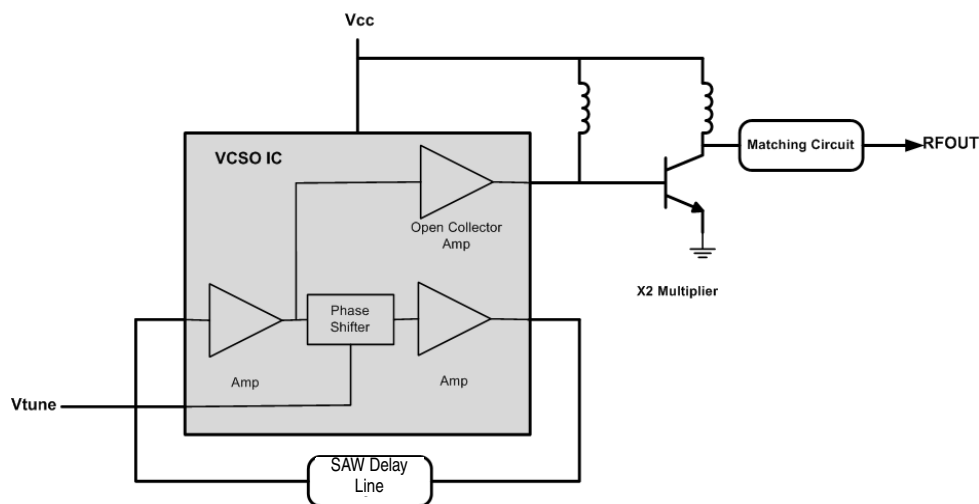 Vcc
VCSO IC
Matching Circuit
RFOUT
Open Collector
Amp
X2 Multiplier
Phase
Shifter
Amp
Amp
Vtune
SAW Delay
Line